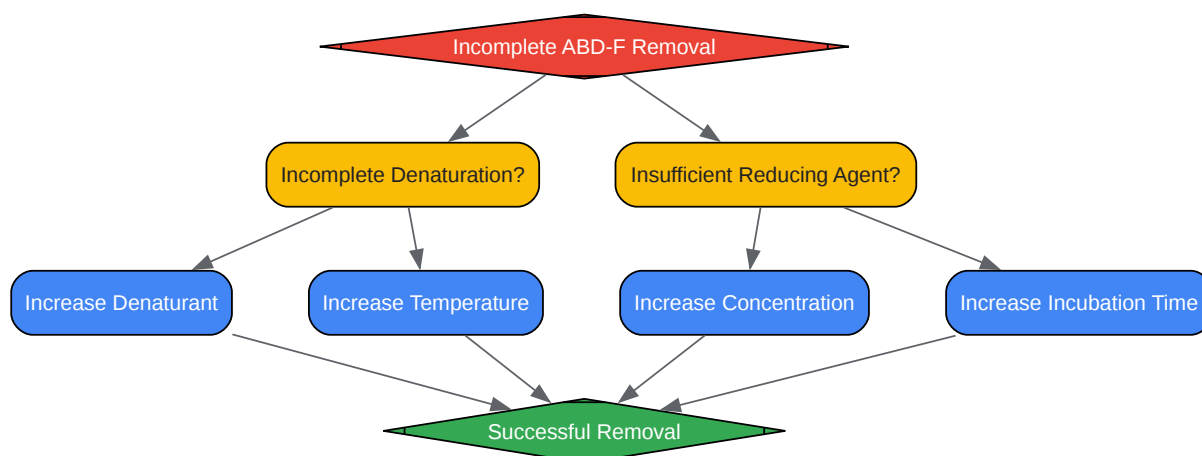 Incomplete ABD-F Removal
Incomplete Denaturation?
Insufficient Reducing Agent?
Increase Denaturant
Increase Temperature
Increase Concentration
Increase Incubation Time
Successful Removal